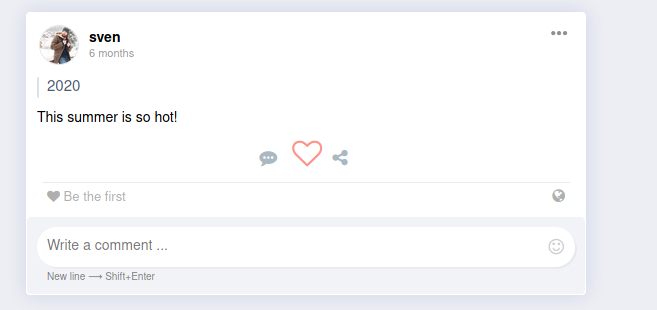 sven
6 months
2020
This summer is so hot!
Be the first
Write a comment ...
New line ⟶ Shift+Enter